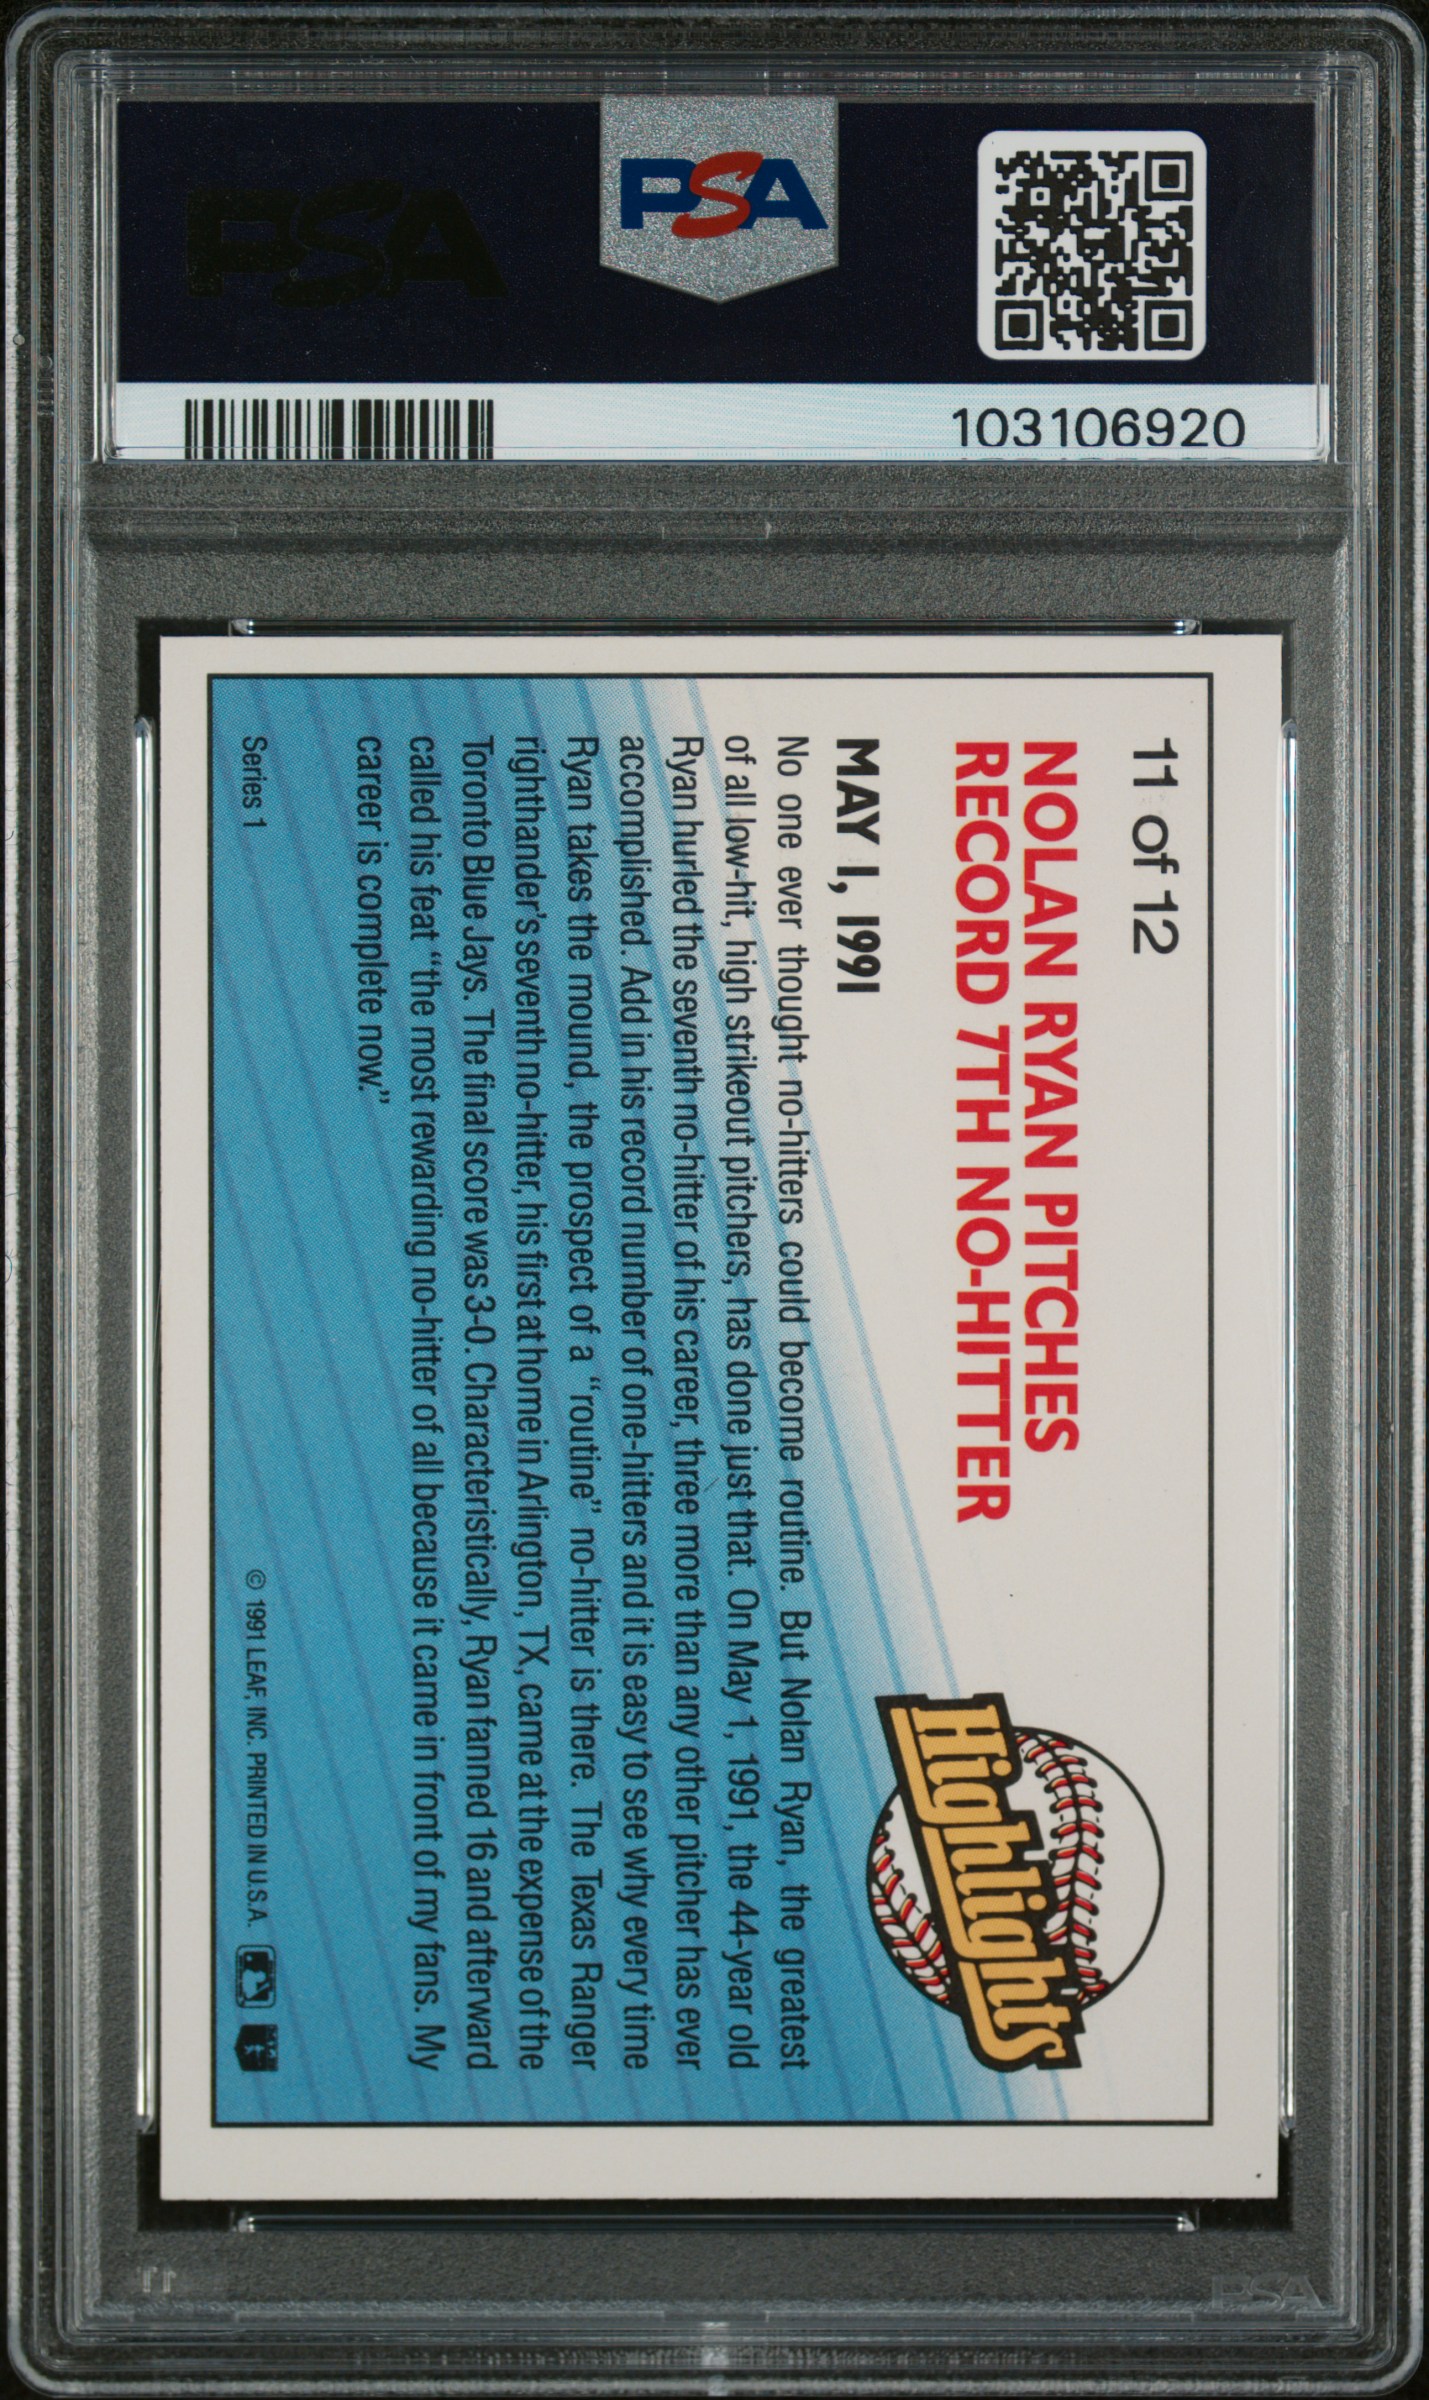 PSA
PSA
103106920
11 of 12
NOLAN RYAN PITCHES
RECORD 7TH NO-HITTER
MAY 1, 1991
Highlights
No one ever thought no-hitters could become routine. But Nolan Ryan, the greatest
of all low-hit, high strikeout pitchers, has done just that. On May 1, 1991, the 44-year old
Ryan hurled the seventh no-hitter of his career, three more than any other pitcher has ever
accomplished. Add in his record number of one-hitters and it is easy to see why every time
Ryan takes the mound, the prospect of a “routine” no-hitter is there. The Texas Ranger
righthander's seventh no-hitter, his first at home in Arlington, TX, came at the expense of the
Toronto Blue Jays. The final score was 3-0. Characteristically, Ryan fanned 16 and afterward
called his feat “the most rewarding no-hitter of all because it came in front of my fans. My
career is complete now.”
Series 1
© 1991 LEAF, INC. PRINTED IN U.S.A.
PSA